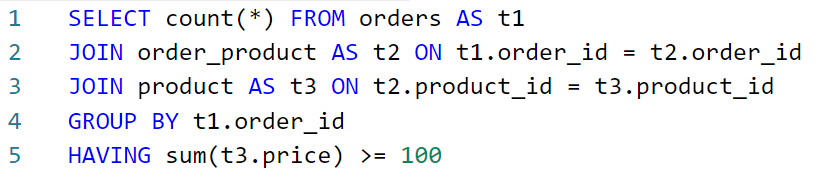 1 SELECT count(*) FROM orders AS t1
2 JOIN order_product AS t2 ON t1.order_id = t2.order_id
3 JOIN product AS t3 ON t2.product_id = t3.product_id
4 GROUP BY t1.order_id
5 HAVING sum(t3.price) >= 100